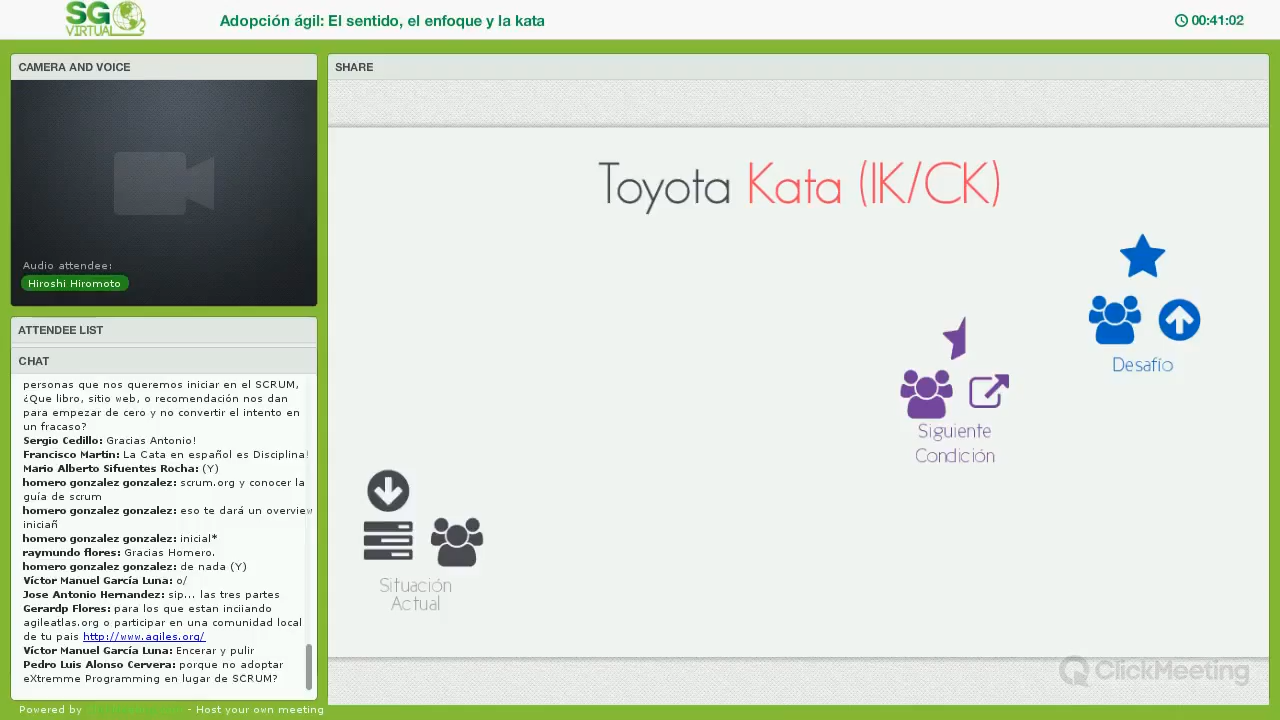 SG
VIRTUAL
Adopción ágil: El sentido, el enfoque y la kata
00:41:02
CAMERA AND VOICE
Audio attendee:
Hiroshi Hiromoto
ATTENDEE LIST
CHAT
personas que nos queremos iniciar en el SCRUM,
¿Que libro, sitio web, o recomendación nos dan
para empezar de cero y no convertir el intento en
un fracaso?
Sergio Cedillo: Gracias Antonio!
Francisco Martin: La Cata en español es Disciplina!
Mario Alberto Sifuentes Rocha: (Y)
homero gonzalez gonzalez: scrum.org y conocer la
guía de scrum
homero gonzalez gonzalez: eso te dará un overview
iniciañ
homero gonzalez gonzalez: inicial*
raymundo flores: Gracias Homero.
homero gonzalez gonzalez: de nada (Y)
Víctor Manuel García Luna: o/
Jose Antonio Hernandez: sip... las tres partes
Gerardp Flores: para los que estan inciiando
agileatlas.org o participar en una comunidad local
de tu pais http://www.agiles.org/
Víctor Manuel García Luna: Encerar y pulir
Pedro Luis Alonso Cervera: porque no adoptar
eXtremme Programming en lugar de SCRUM?
Powered by - Host your own meeting
SHARE
Toyota Kata (IK/CK)
Desafío
Siguiente
Condición
Situación
Actual
ClickMeeting